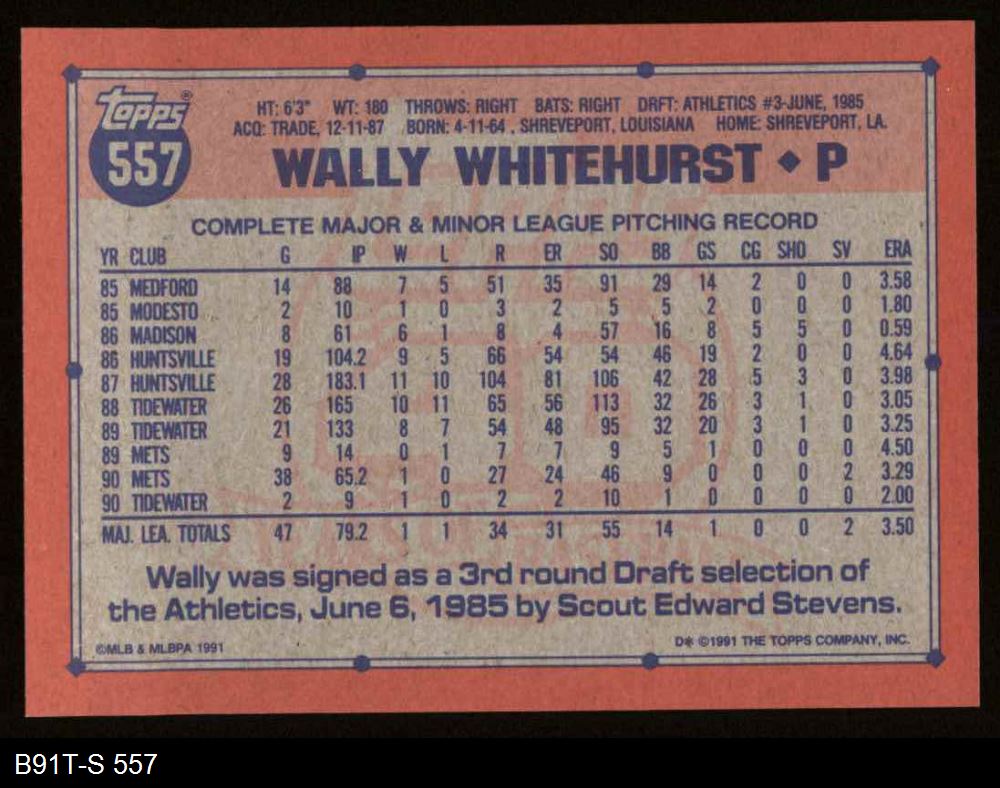 topps®
557
HT: 6'3" WT: 180 THROWS: RIGHT BATS: RIGHT DRFT: ATHLETICS #3-JUNE, 1985
ACQ: TRADE, 12-11-87 BORN: 4-11-64, SHREVEPORT, LOUISIANA HOME: SHREVEPORT, LA.
WALLY WHITEHURST ◆ P
COMPLETE MAJOR & MINOR LEAGUE PITCHING RECORD
YR CLUB G IP W L R ER SO BB GS CG SHO SV ERA
85 MEDFORD 14 88 7 5 51 35 91 29 14 2 0 0 3.58
85 MODESTO 2 10 1 0 3 2 5 5 2 0 0 0 1.80
86 MADISON 8 61 6 1 8 4 57 16 8 5 5 0 0.59
86 HUNTSVILLE 19 104.2 9 5 66 54 54 46 19 2 0 0 4.64
87 HUNTSVILLE 28 183.1 11 10 104 81 106 42 28 5 3 0 3.98
88 TIDEWATER 26 165 10 11 65 56 113 32 26 3 1 0 3.05
89 TIDEWATER 21 133 8 7 54 48 95 32 20 3 1 0 3.25
89 METS 9 14 0 1 7 7 9 5 1 0 0 0 4.50
90 METS 38 65.2 1 0 27 24 46 9 0 0 0 2 3.29
90 TIDEWATER 2 9 1 0 2 2 10 1 0 0 0 0 2.00
MAJ. LEA. TOTALS 47 79.2 1 1 34 31 55 14 1 0 0 2 3.50
Wally was signed as a 3rd round Draft selection of
the Athletics, June 6, 1985 by Scout Edward Stevens.
©MLB & MLBPA 1991 D* ©1991 THE TOPPS COMPANY, INC.
B91T-S 557